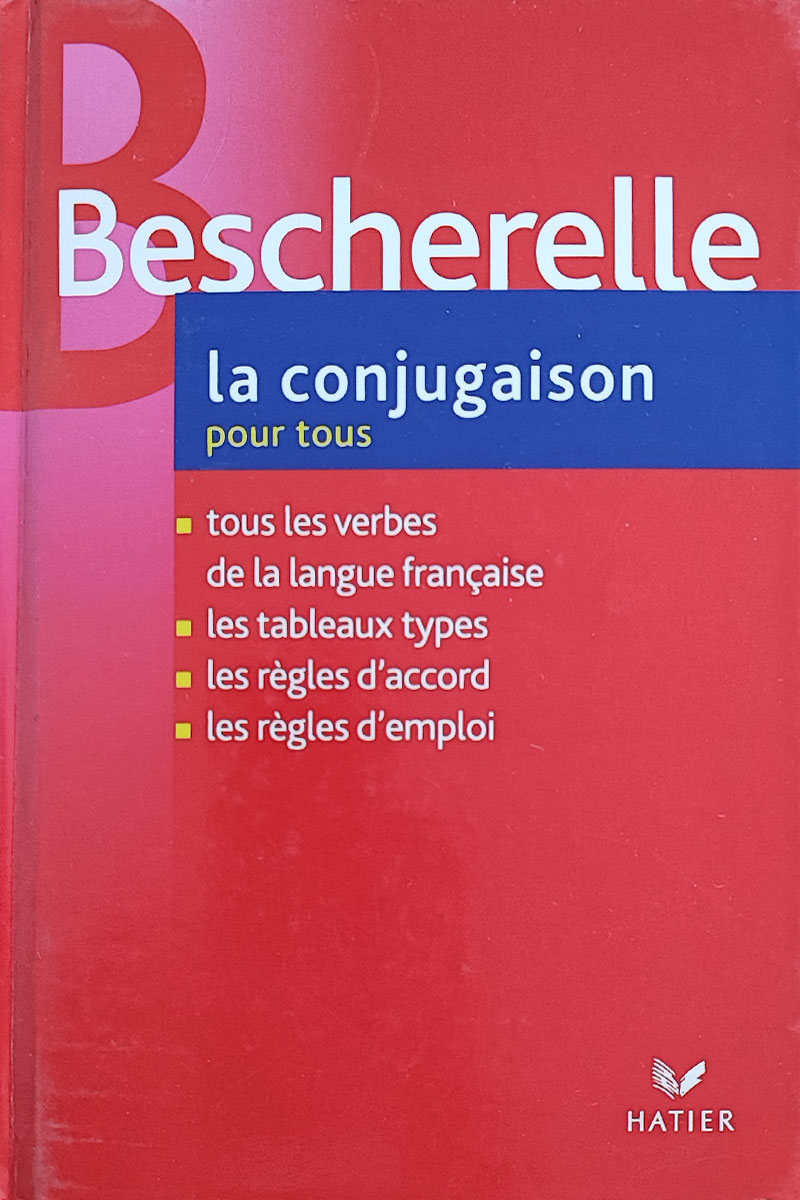 B
Bescherelle
la conjugaison
pour tous
tous les verbes
de la langue française
les tableaux types
les règles d'accord
les règles d'emploi
HATIER